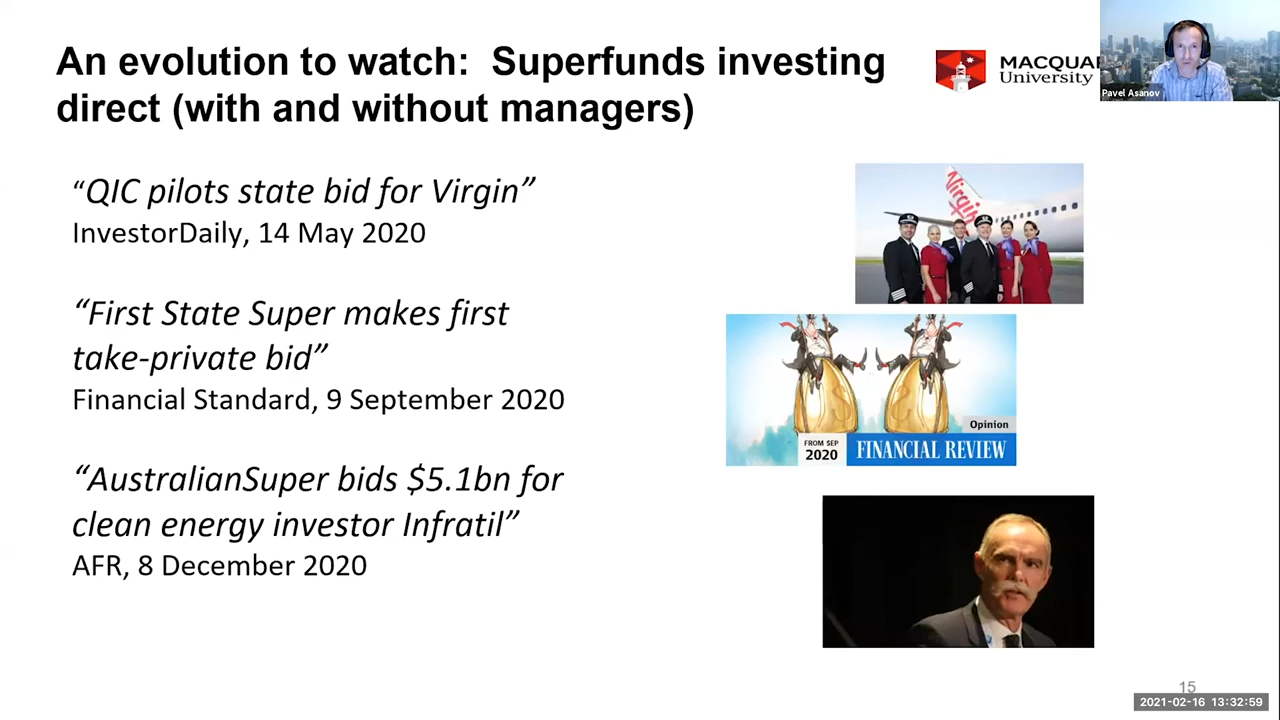 An evolution to watch: Superfunds investing
direct (with and without managers)
MACQUAR
University
Pavel Asanov
“QIC pilots state bid for Virgin”
InvestorDaily, 14 May 2020
Virgin
“First State Super makes first
take-private bid”
Financial Standard, 9 September 2020
Opinion
FROM SEP
2020
FINANCIAL REVIEW
“AustralianSuper bids $5.1bn for
clean energy investor Infratil”
AFR, 8 December 2020
15
2021-02-16 13:32:59